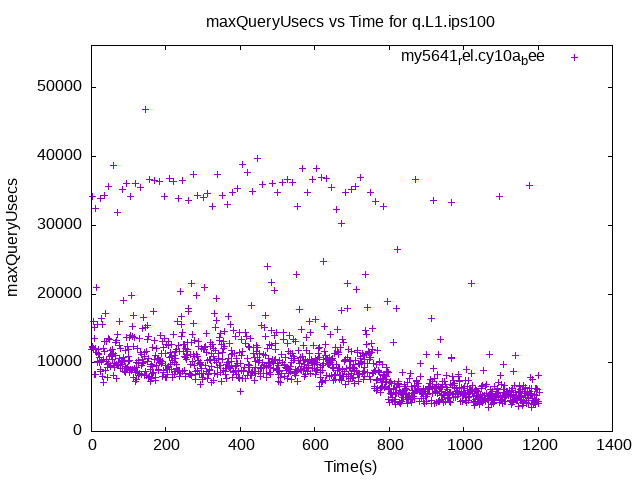 maxQueryUsecs vs Time for q.L1.ips100
my5641rel.cy10abee
50000
40000
30000
20000
10000
0
maxQueryUsecs
0 200 400 600 800 1000 1200 1400
Time(s)